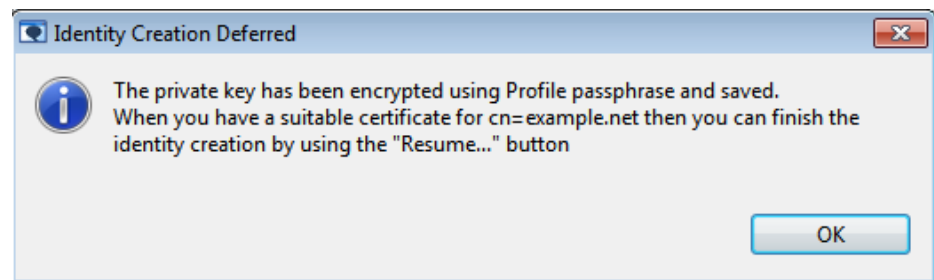 Identity Creation Deferred
The private key has been encrypted using Profile passphrase and saved.
When you have a suitable certificate for cn=example.net then you can finish the
identity creation by using the "Resume..." button
OK